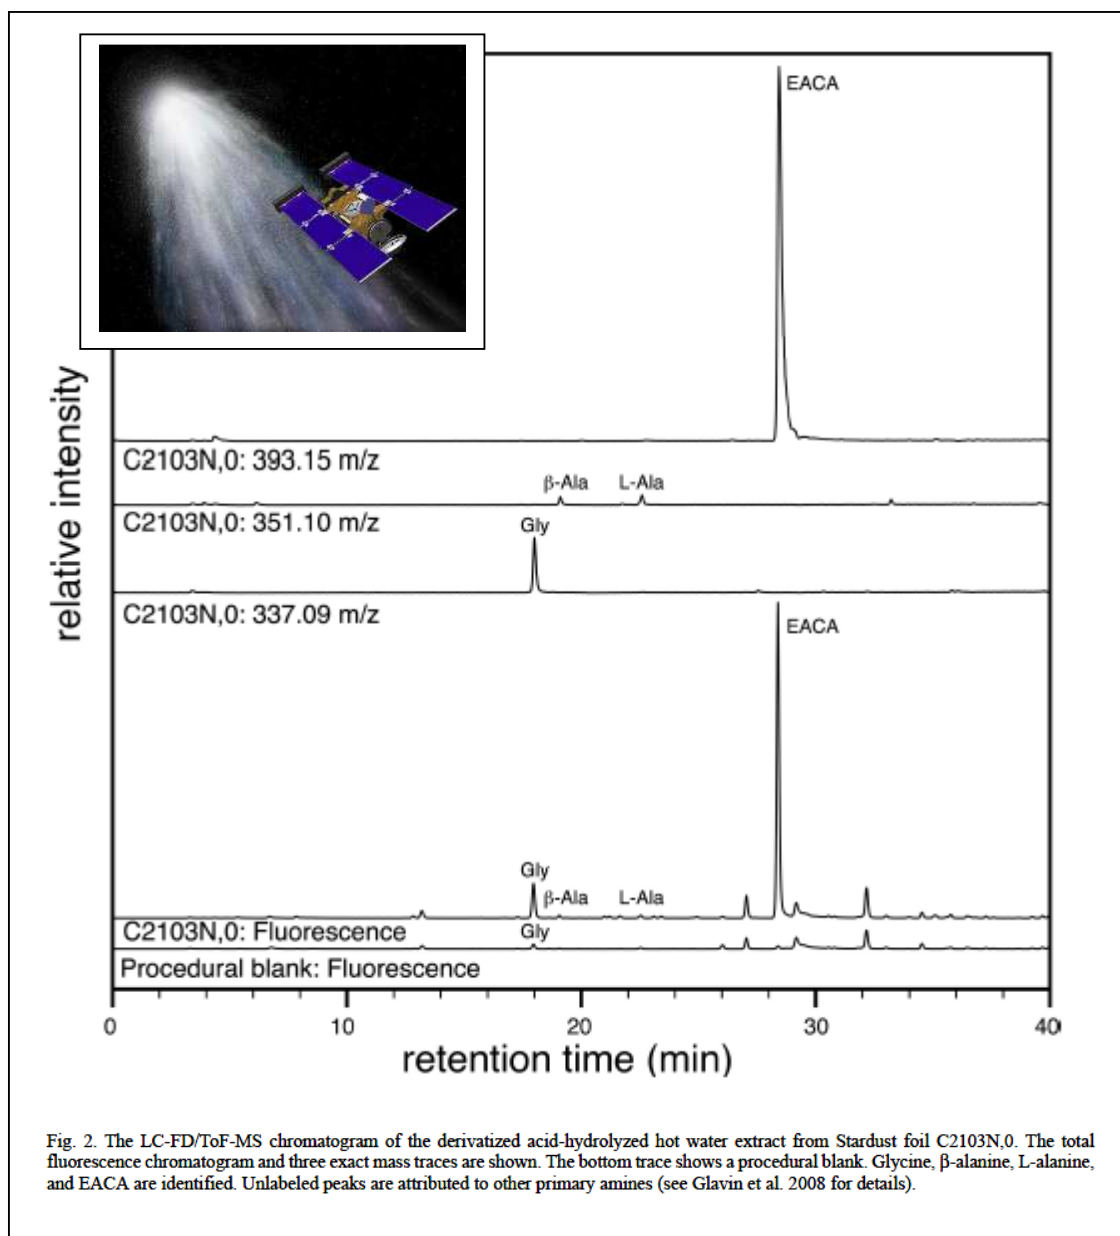 EACA
C2103N,0: 393.15 m/z
β-Ala L-Ala
C2103N,0: 351.10 m/z
Gly
C2103N,0: 337.09 m/z
EACA
Gly
β-Ala L-Ala
C2103N,0: Fluorescence
Gly
Procedural blank: Fluorescence
relative intensity
0 10 20 30 40
retention time (min)
Fig. 2. The LC-FD/ToF-MS chromatogram of the derivatized acid-hydrolyzed hot water extract from Stardust foil C2103N,0. The total
fluorescence chromatogram and three exact mass traces are shown. The bottom trace shows a procedural blank. Glycine, β-alanine, L-alanine,
and EACA are identified. Unlabeled peaks are attributed to other primary amines (see Glavin et al. 2008 for details).